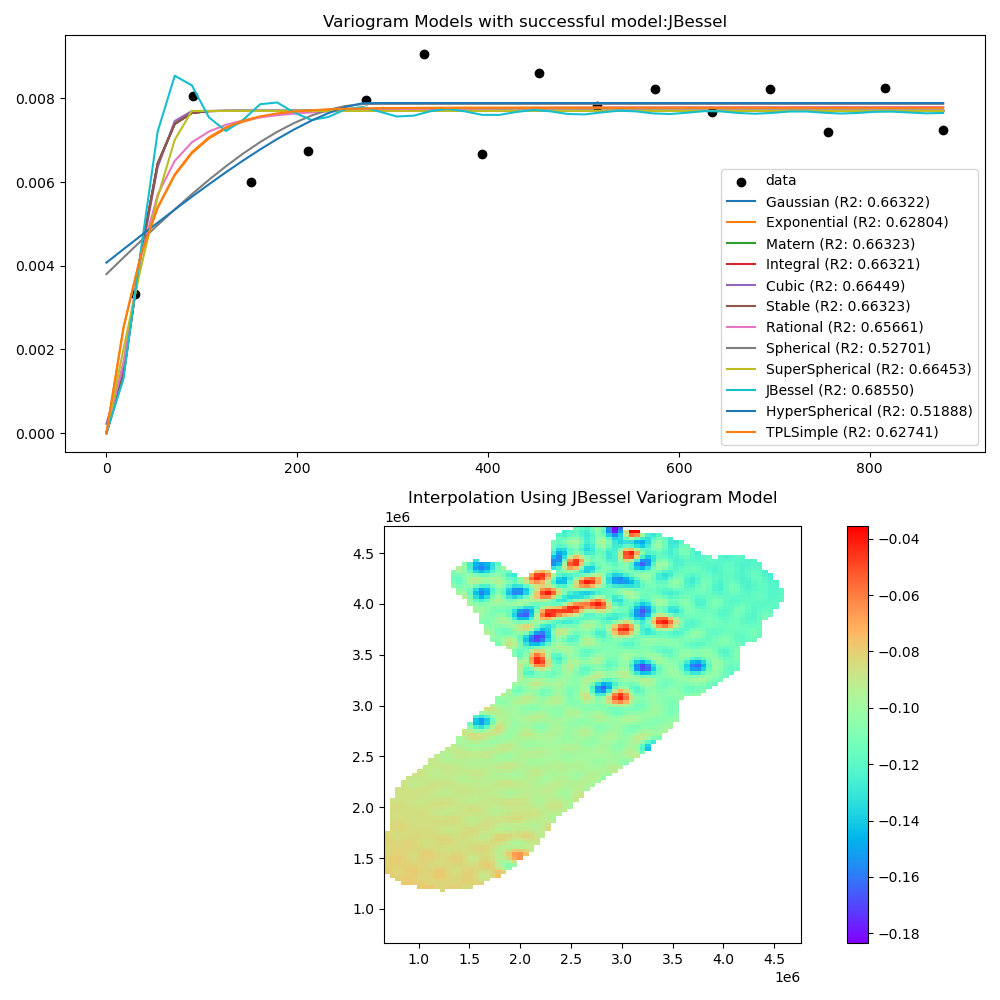 Variogram Models with successful model:JBessel
0.008
0.006
0.004
0.002
0.000
0 200 400 600 800
data
Gaussian (R2: 0.66322)
Exponential (R2: 0.62804)
Matern (R2: 0.66323)
Integral (R2: 0.66321)
Cubic (R2: 0.66449)
Stable (R2: 0.66323)
Rational (R2: 0.65661)
Spherical (R2: 0.52701)
SuperSpherical (R2: 0.66453)
JBessel (R2: 0.68550)
HyperSpherical (R2: 0.51888)
TPLSimple (R2: 0.62741)
Interpolation Using JBessel Variogram Model
1e6
4.5
4.0
3.5
3.0
2.5
2.0
1.5
1.0
1.0 1.5 2.0 2.5 3.0 3.5 4.0 4.5
1e6
−0.04
−0.06
−0.08
−0.10
−0.12
−0.14
−0.16
−0.18